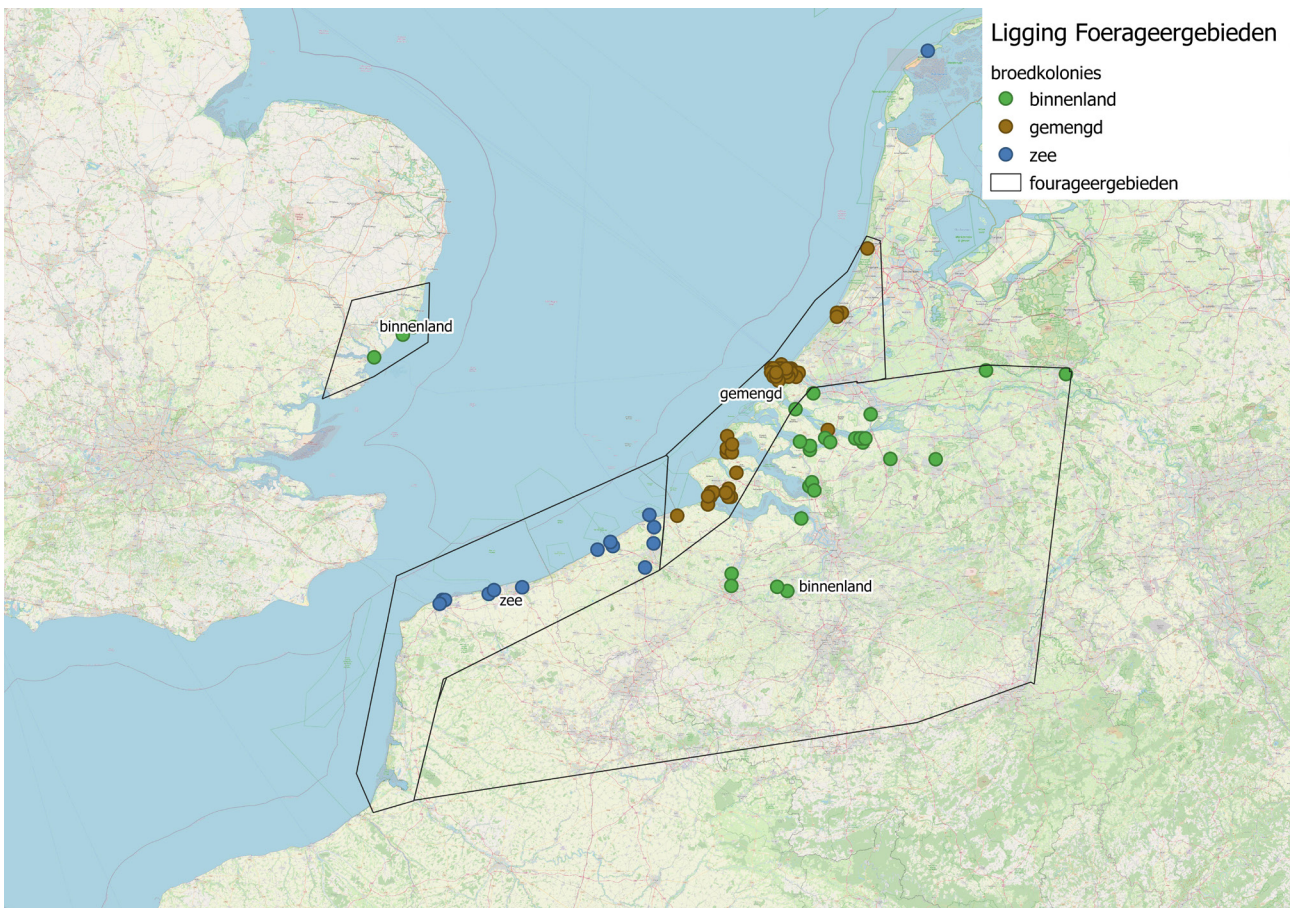 Ligging Foerageergebieden
broedkolonies
binnenland
gemengd
zee
fourageergebieden
binnenland
gemengd
binnenland
zee